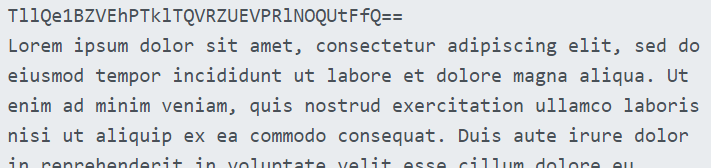 TllQe1BZVEhPTklTQVRZUEVPRlNOQUtFfQ==
Lorem ipsum dolor sit amet, consectetur adipiscing elit, sed do
eiusmod tempor incididunt ut labore et dolore magna aliqua. Ut
enim ad minim veniam, quis nostrud exercitation ullamco laboris
nisi ut aliquip ex ea commodo consequat. Duis aute irure dolor
in reprehenderit in voluptate velit esse cillum dolore eu